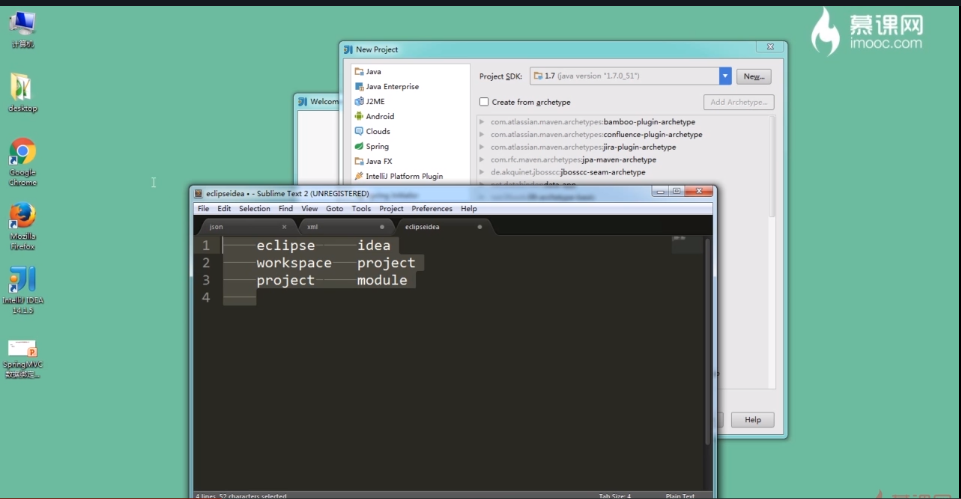 慕课网
imooc.com
计算机
desktop
Google
Chrome
Mozilla
Firefox
IntelliJ IDEA
14.1.5
SpringMVC
New Project
Java
Java Enterprise
J2ME
Android
Clouds
Spring
Java FX
IntelliJ Platform Plugin
Project SDK:
1.7 (java version "1.7.0_51")
New...
Create from archetype
Add Archetype...
com.atlassian.maven.archetypes:bamboo-plugin-archetype
com.atlassian.maven.archetypes:confluence-plugin-archetype
com.atlassian.maven.archetypes:jira-plugin-archetype
com.rfc.maven.archetypes:jpa-maven-archetype
de.akquinet.jbosscc:jbosscc-seam-archetype
Welcom
eclipseidea • - Sublime Text 2 (UNREGISTERED)
File Edit Selection Find View Goto Tools Project Preferences Help
json xml eclipseidea
1 eclipse idea
2 workspace project
3 project module
4
Help
4 lines, 52 characters selected
Tab Size: 4 Plain Text